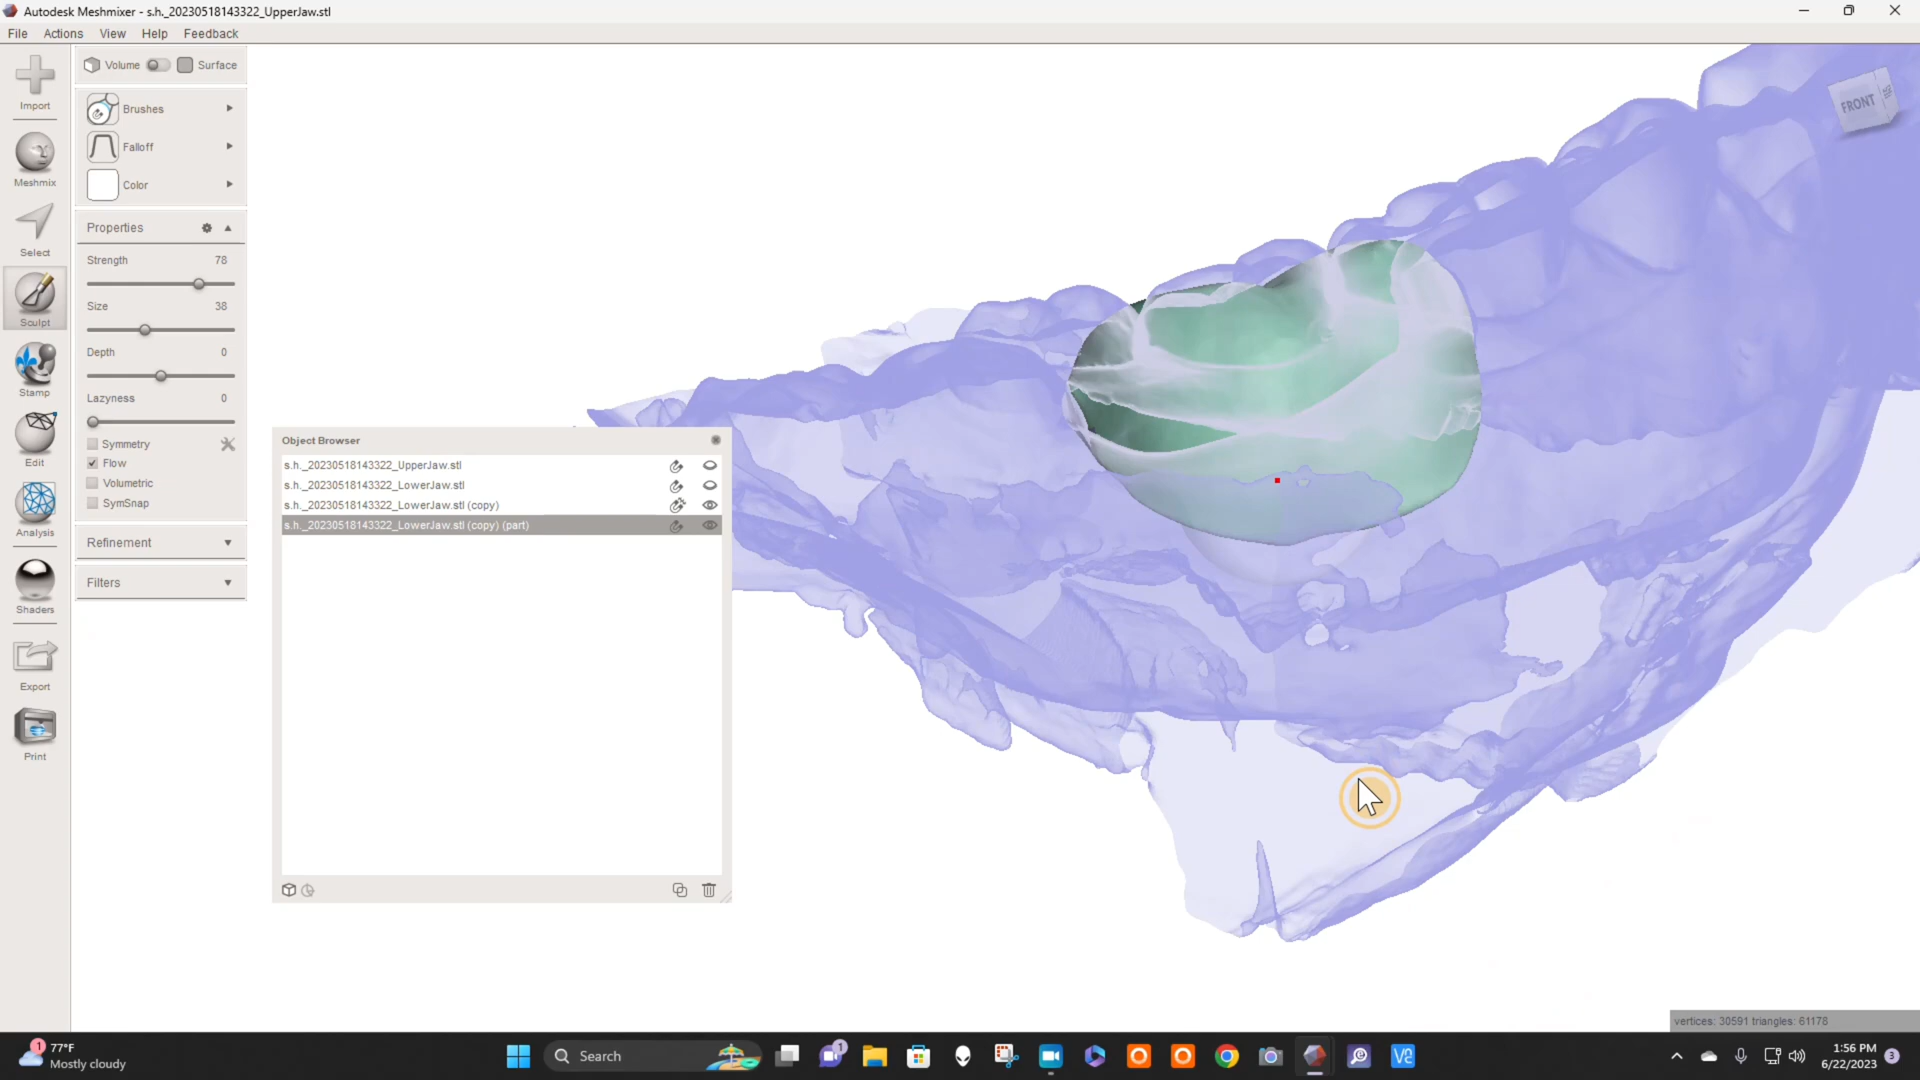 Autodesk Meshmixer - s.h._20230518143322_UpperJaw.stl
File Actions View Help Feedback
Import
Meshmix
Select
Sculpt
Stamp
Edit
Analysis
Shaders
Export
Print
Volume Surface
Brushes
Falloff
Color
Properties
Strength 78
Size 38
Depth 0
Lazyness 0
Symmetry
Flow
Volumetric
SymSnap
Refinement
Filters
Object Browser
s.h._20230518143322_UpperJaw.stl
s.h._20230518143322_LowerJaw.stl
s.h._20230518143322_LowerJaw.stl (copy)
s.h._20230518143322_LowerJaw.stl (copy) (part)
FRONT
vertices: 30591 triangles: 61178
1
77°F
Mostly cloudy
Search
1
1:56 PM
6/22/2023
3